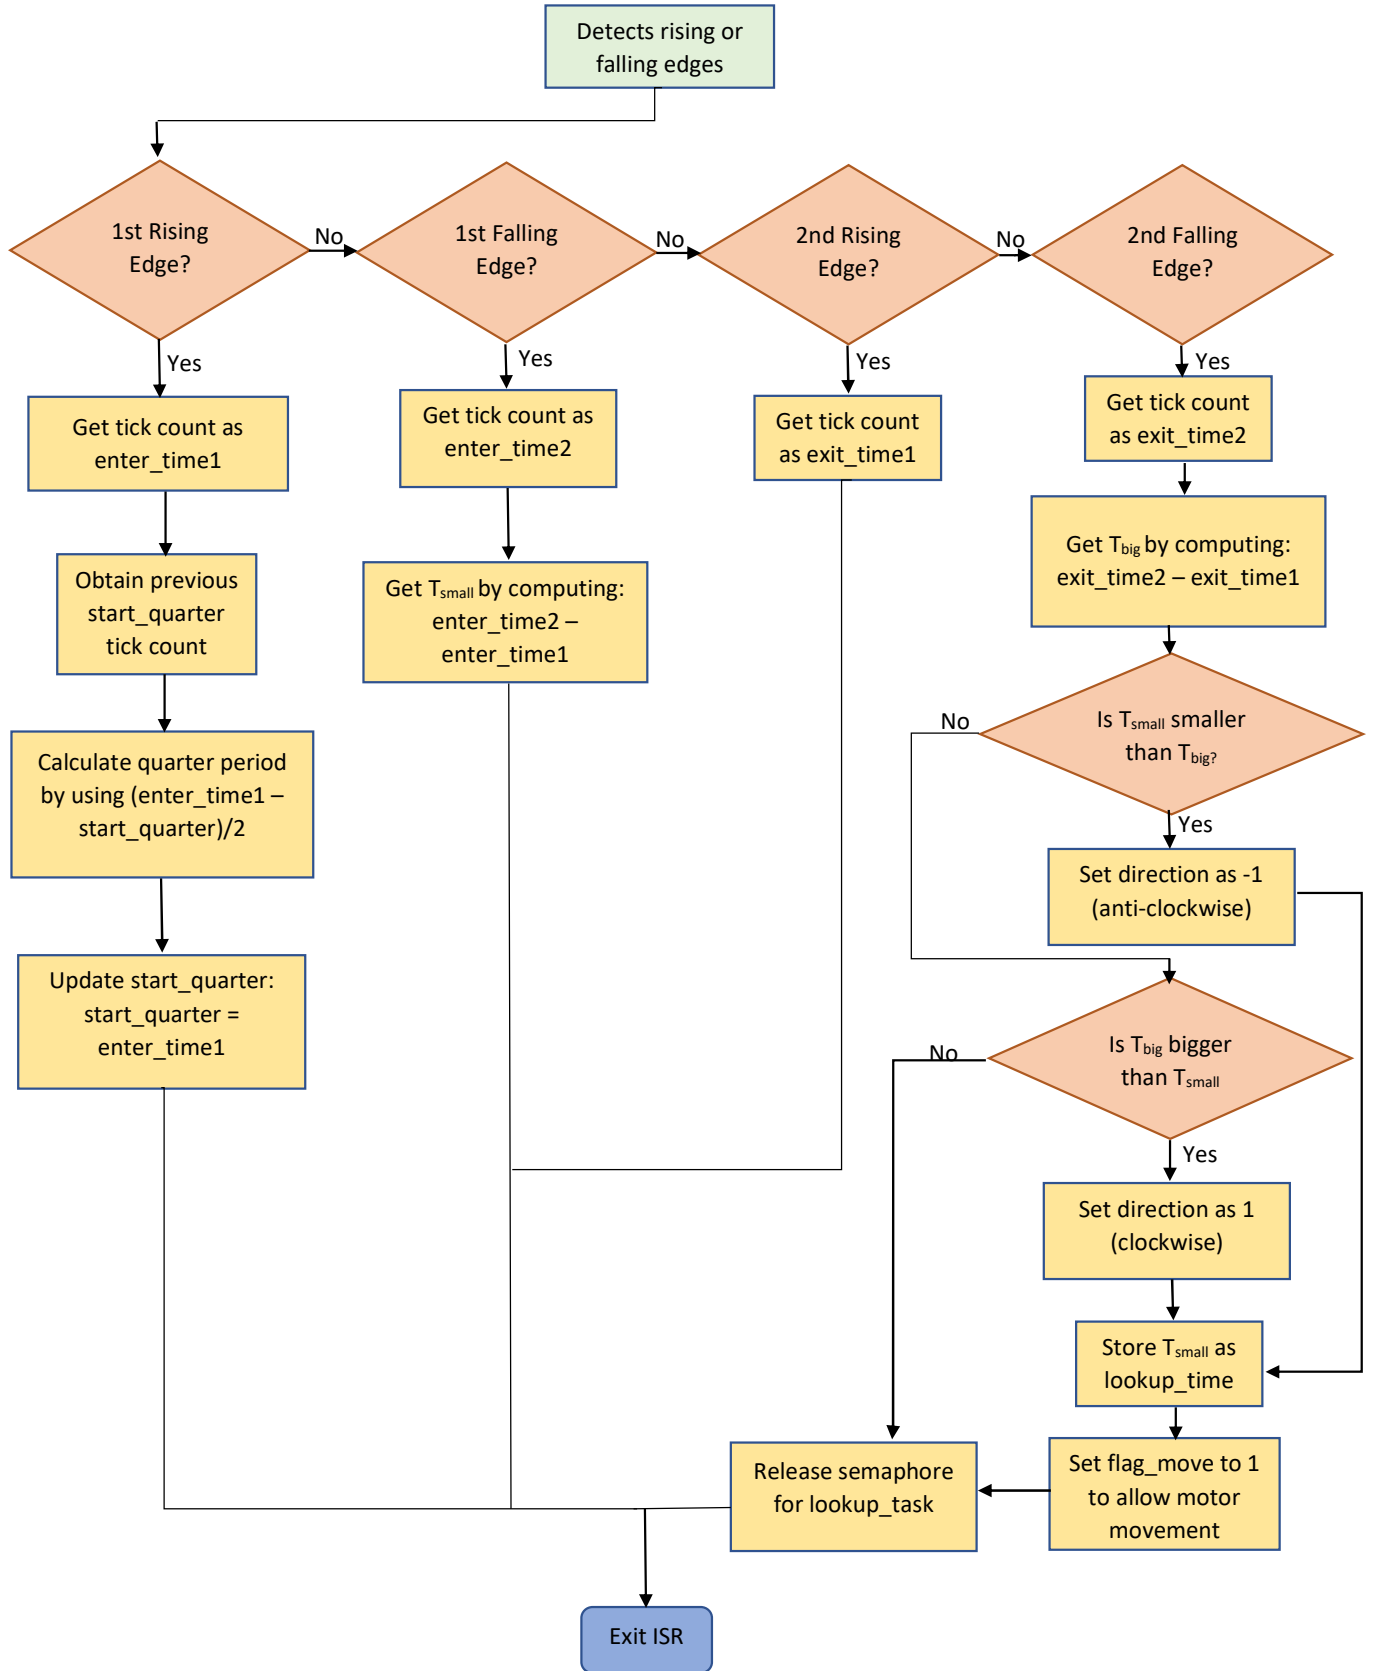 Detects rising or
falling edges
1st Rising
Edge?
No
1st Falling
Edge?
No
2nd Rising
Edge?
No
2nd Falling
Edge?
Yes
Yes
Yes
Yes
Get tick count as
enter_time1
Get tick count as
enter_time2
Get tick count
as exit_time1
Get tick count
as exit_time2
Obtain previous
start_quarter
tick count
Get Tsmall by computing:
enter_time2 –
enter_time1
Get Tbig by computing:
exit_time2 – exit_time1
Calculate quarter period
by using (enter_time1 –
start_quarter)/2
No
Is Tsmall smaller
than Tbig?
Yes
Set direction as -1
(anti-clockwise)
Update start_quarter:
start_quarter =
enter_time1
No
Is Tbig bigger
than Tsmall
Yes
Set direction as 1
(clockwise)
Store Tsmall as
lookup_time
Release semaphore
for lookup_task
Set flag_move to 1
to allow motor
movement
Exit ISR